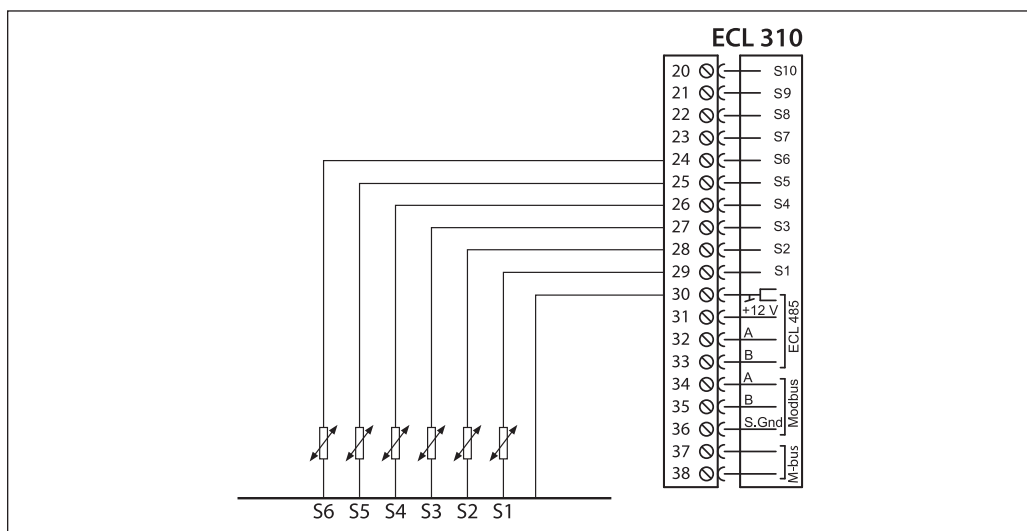 ECL 310
20 S10
21 S9
22 S8
23 S7
24 S6
25 S5
26 S4
27 S3
28 S2
29 S1
30
31 +12 V
32 A
33 B
ECL 485
34 A
35 B
36 S.Gnd
Modbus
37
38
M-bus
S6 S5 S4 S3 S2 S1